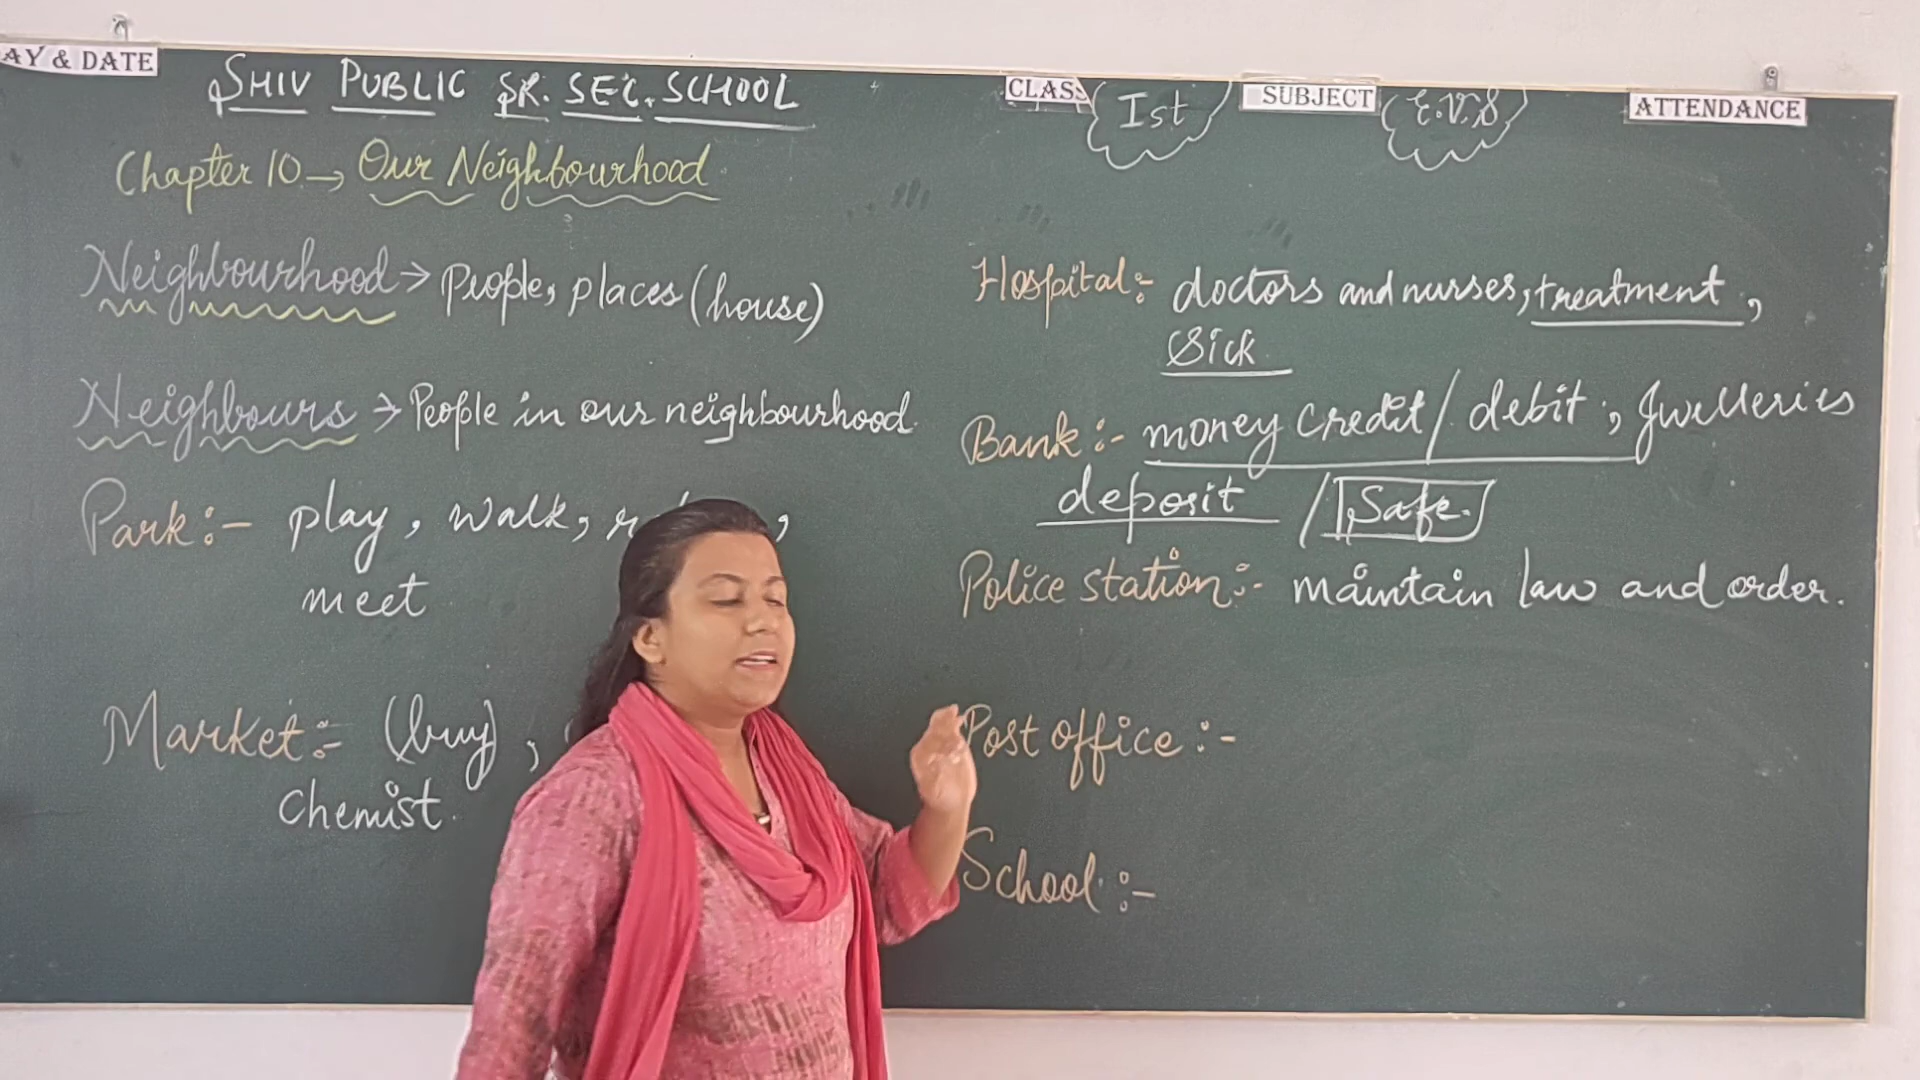 AY & DATE
SHIV PUBLIC SR. SEC. SCHOOL
CLASS Ist SUBJECT E.V.S ATTENDANCE
Chapter 10 → Our Neighbourhood
Neighbourhood → People, places (house)
Neighbours → People in our neighbourhood.
Park :- play, walk, ,
meet
Market :- (buy),
chemist.
Hospital :- doctors and nurses, treatment,
Sick
Bank :- money credit / debit, Jwelleries
deposit / Safe.
Police station :- maintain law and order.
Post office :-
School :-